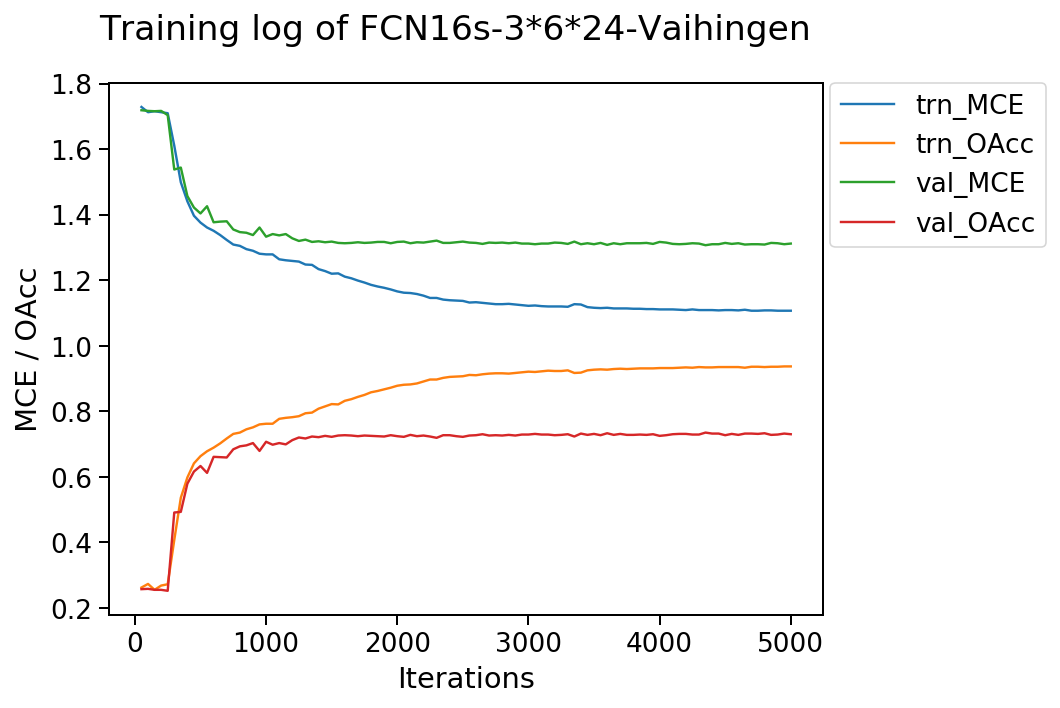 Training log of FCN16s-3*6*24-Vaihingen
1.8
1.6
1.4
1.2
1.0
0.8
0.6
0.4
0.2
MCE / OAcc
0 1000 2000 3000 4000 5000
Iterations
trn_MCE
trn_OAcc
val_MCE
val_OAcc